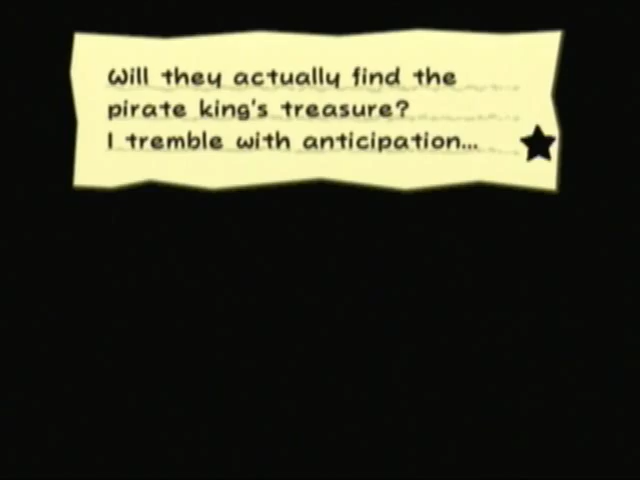 Will they actually find the
pirate king's treasure?
I tremble with anticipation...